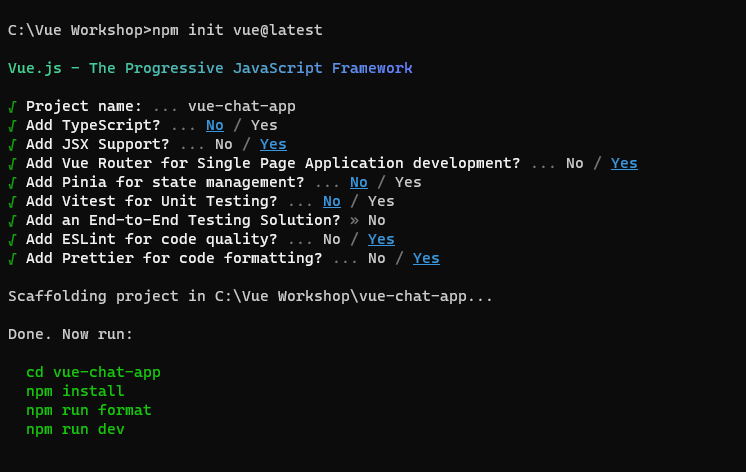 C:\Vue Workshop>npm init vue@latest
Vue.js - The Progressive JavaScript Framework
√ Project name: ... vue-chat-app
√ Add TypeScript? ... No / Yes
√ Add JSX Support? ... No / Yes
√ Add Vue Router for Single Page Application development? ... No / Yes
√ Add Pinia for state management? ... No / Yes
√ Add Vitest for Unit Testing? ... No / Yes
√ Add an End-to-End Testing Solution? » No
√ Add ESLint for code quality? ... No / Yes
√ Add Prettier for code formatting? ... No / Yes
Scaffolding project in C:\Vue Workshop\vue-chat-app...
Done. Now run:
cd vue-chat-app
npm install
npm run format
npm run dev